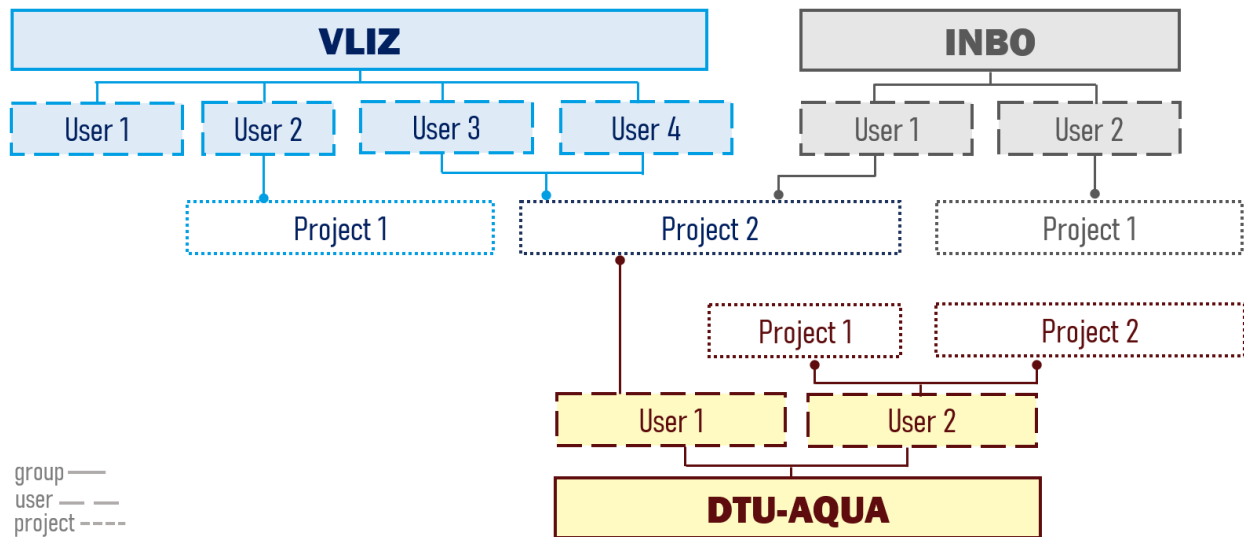 VLIZ
INBO
User 1
User 2
User 3
User 4
User 1
User 2
Project 1
Project 2
Project 1
Project 1
Project 2
User 1
User 2
group
user
project
DTU-AQUA